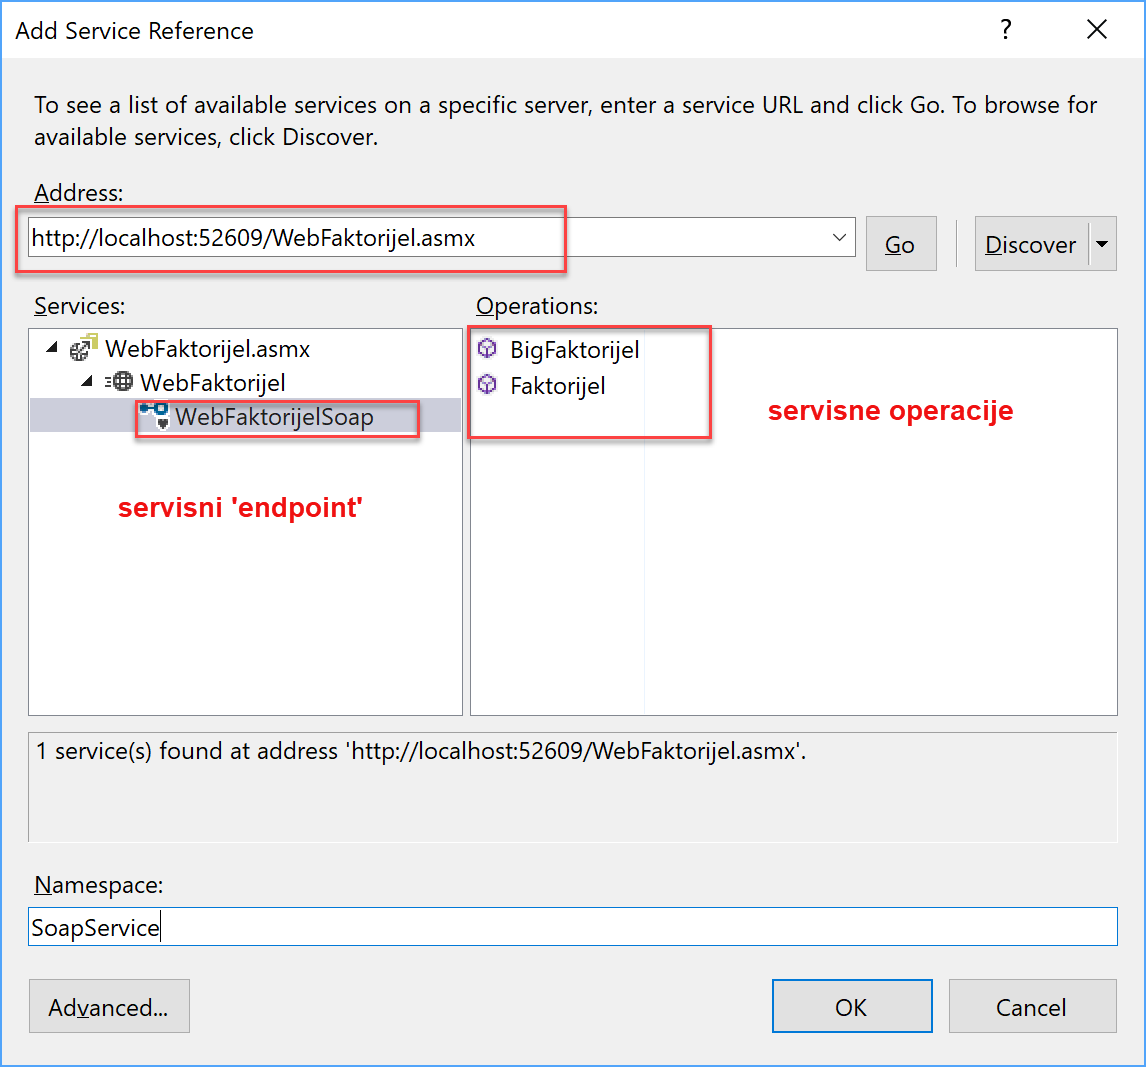 Add Service Reference
?
To see a list of available services on a specific server, enter a service URL and click Go. To browse for
available services, click Discover.
Address:
http://localhost:52609/WebFaktorijel.asmx
Go
Discover
Services:
Operations:
WebFaktorijel.asmx
WebFaktorijel
WebFaktorijelSoap
BigFaktorijel
Faktorijel
servisne operacije
servisni 'endpoint'
1 service(s) found at address 'http://localhost:52609/WebFaktorijel.asmx'.
Namespace:
SoapService
Advanced...
OK
Cancel